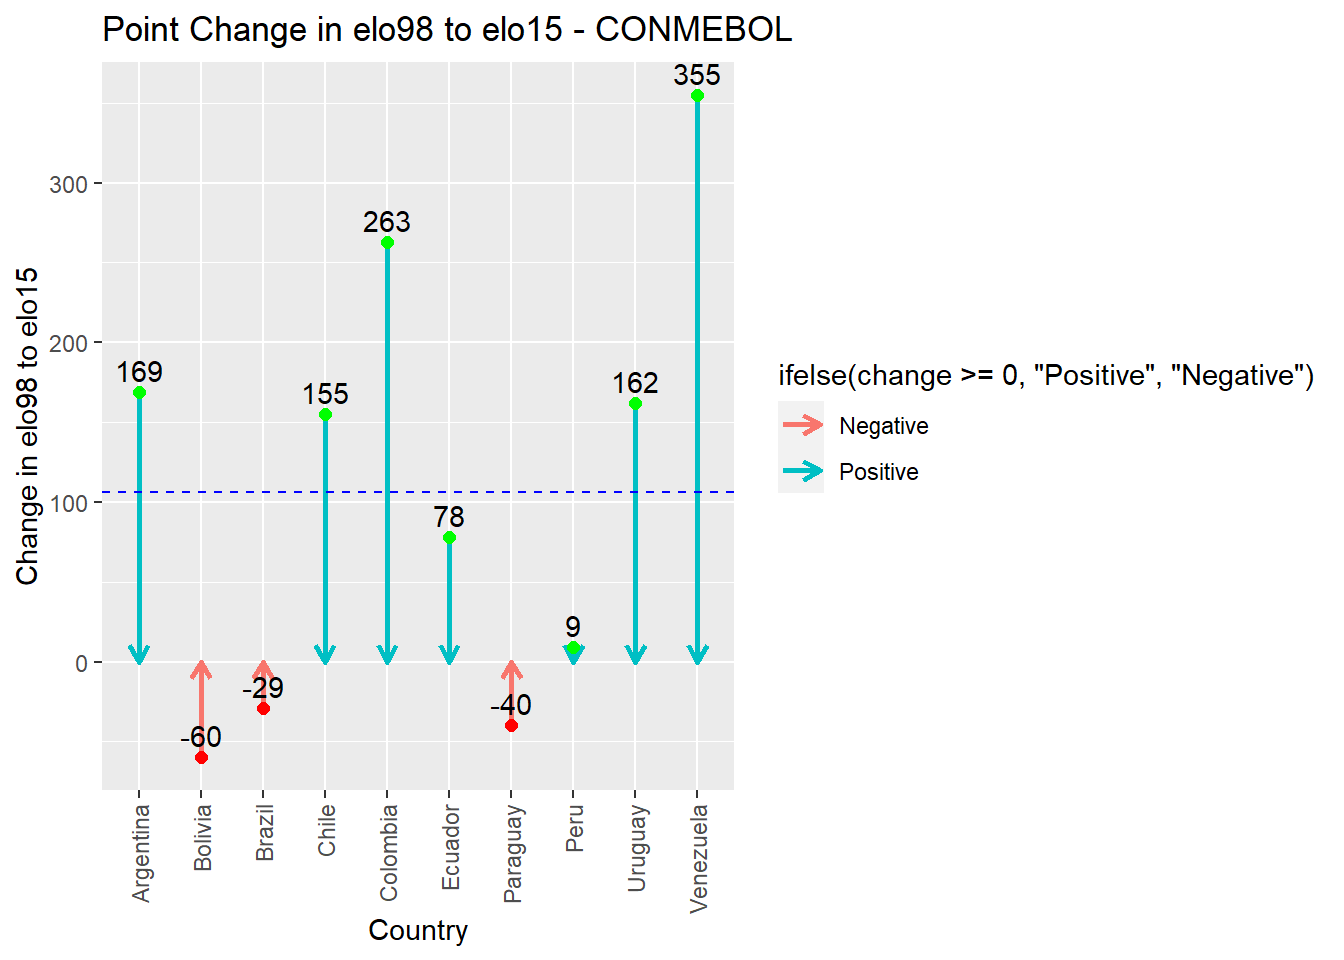 Point Change in elo98 to elo15 - CONMEBOL
Change in elo98 to elo15
300
200
100
0
169
-60
-29
155
263
78
-40
9
162
355
Argentina
Bolivia
Brazil
Chile
Colombia
Ecuador
Paraguay
Peru
Uruguay
Venezuela
Country
ifelse(change >= 0, "Positive", "Negative")
Negative
Positive